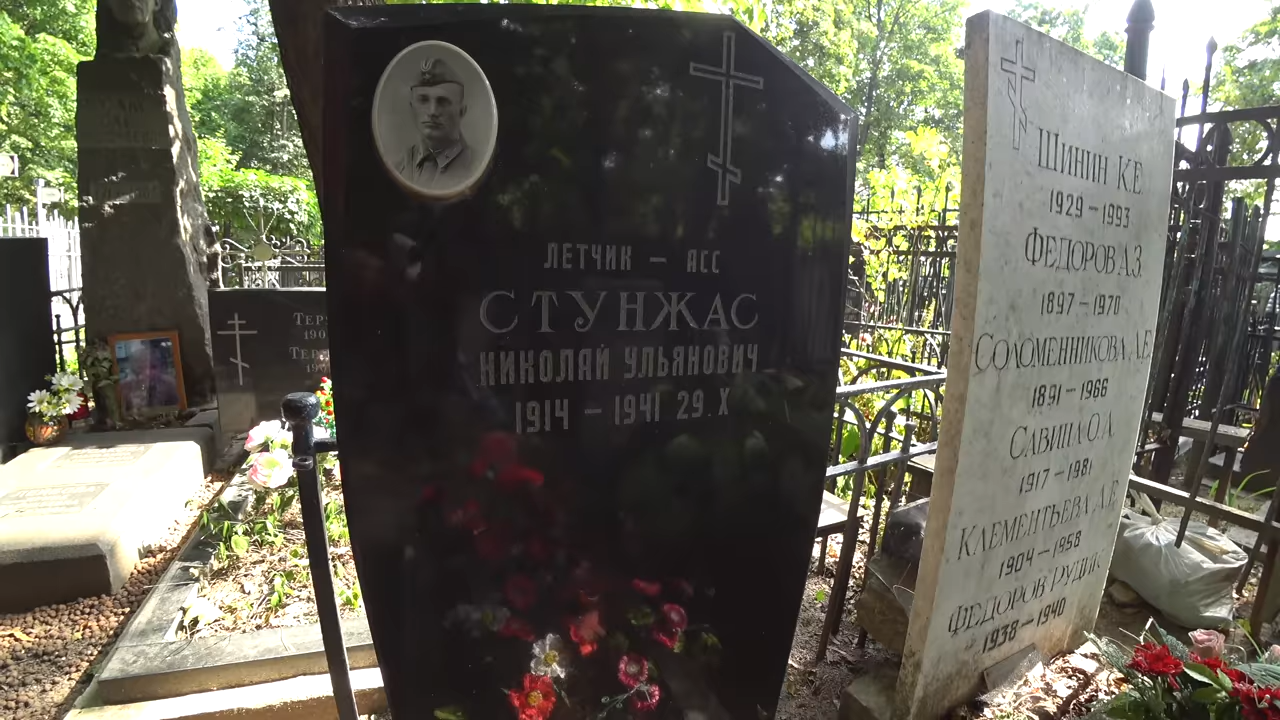 ЛЕТЧИК — АСС
СТУНЖАС
НИКОЛАЙ УЛЬЯНОВИЧ
1914 — 1941 29.X
ШИНИН К.Е.
1929 — 1993
ФЕДОРОВ А.З.
1897 — 1970
СОЛОМЕННИКОВА А.Е.
1891 — 1966
САВИНА О.А.
1917 — 1981
КЛЕМЕНТЬЕВА А.Е.
1904 — 1958
ФЕДОРОВ РУДИК
1938 — 1940